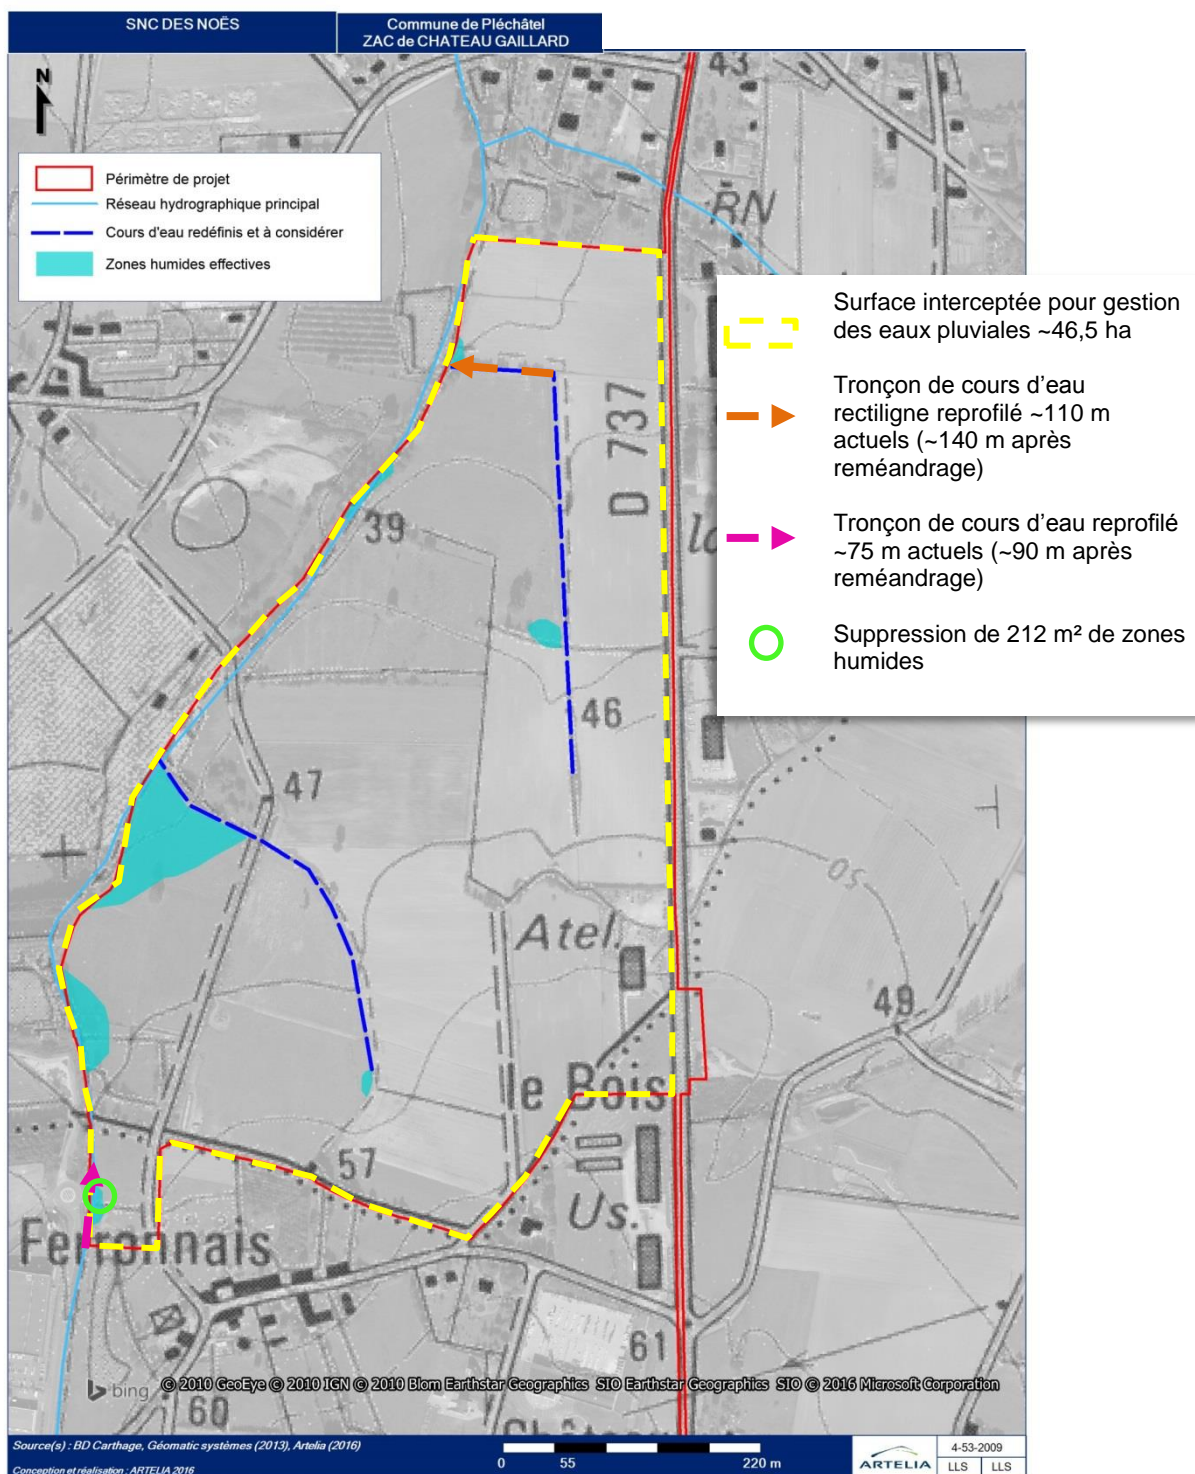 SNC DES NOËS
Commune de Pléchâtel
ZAC de CHATEAU GAILLARD
N
Périmètre de projet
Réseau hydrographique principal
Cours d'eau redéfinis et à considérer
Zones humides effectives
43
RN
Surface interceptée pour gestion
des eaux pluviales ~46,5 ha
Tronçon de cours d'eau
rectiligne reprofilé ~110 m
actuels (~140 m après
reméandrage)
Tronçon de cours d'eau reprofilé
~75 m actuels (~90 m après
reméandrage)
Suppression de 212 m² de zones
humides
D 737
39
46
47
50
Atel.
49
le Bois
57
Us.
Ferronnais
61
60
bing
© 2010 GeoEye © 2010 IGN © 2010 Blom Earthstar Geographics SIO Earthstar Geographics SIO © 2016 Microsoft Corporation
Source(s) : BD Carthage, Géomatic systèmes (2013), Artelia (2016)
Conception et réalisation : ARTELIA 2016
0 55 220 m
ARTELIA
4-53-2009
LLS LLS